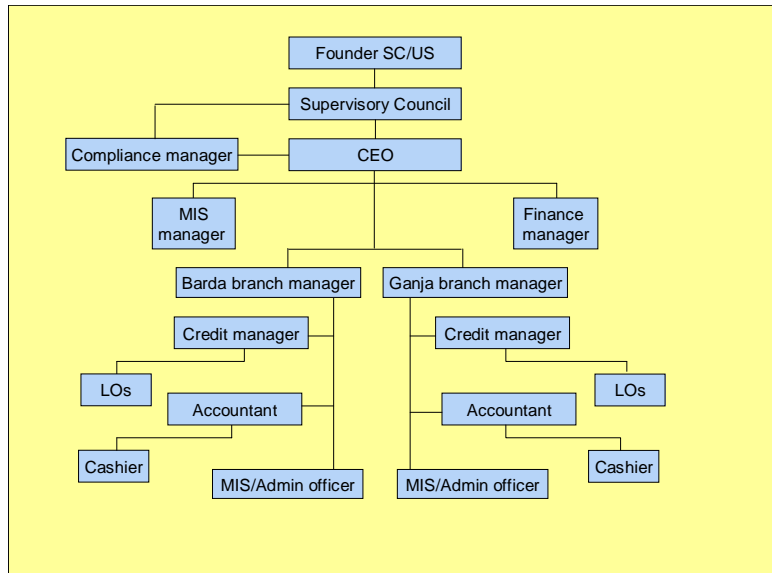 Founder SC/US
Supervisory Council
Compliance manager
CEO
MIS
manager
Finance
manager
Barda branch manager
Ganja branch manager
Credit manager
Credit manager
LOs
LOs
Accountant
Accountant
Cashier
Cashier
MIS/Admin officer
MIS/Admin officer